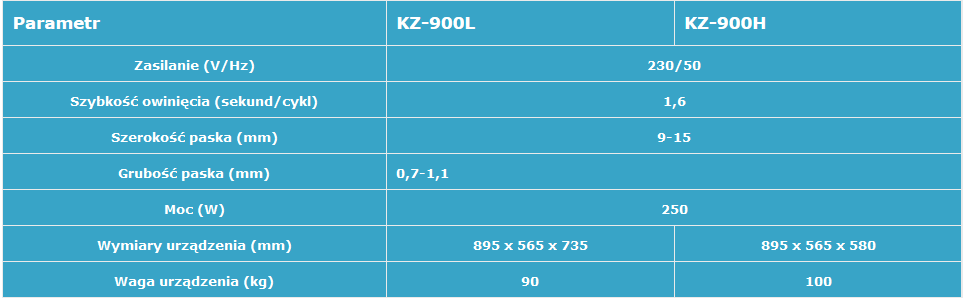 Parametr KZ-900L KZ-900H
Zasilanie (V/Hz) 230/50
Szybkość owinięcia (sekund/cykl) 1,6
Szerokość paska (mm) 9-15
Grubość paska (mm) 0,7-1,1
Moc (W) 250
Wymiary urządzenia (mm) 895 x 565 x 735 895 x 565 x 580
Waga urządzenia (kg) 90 100